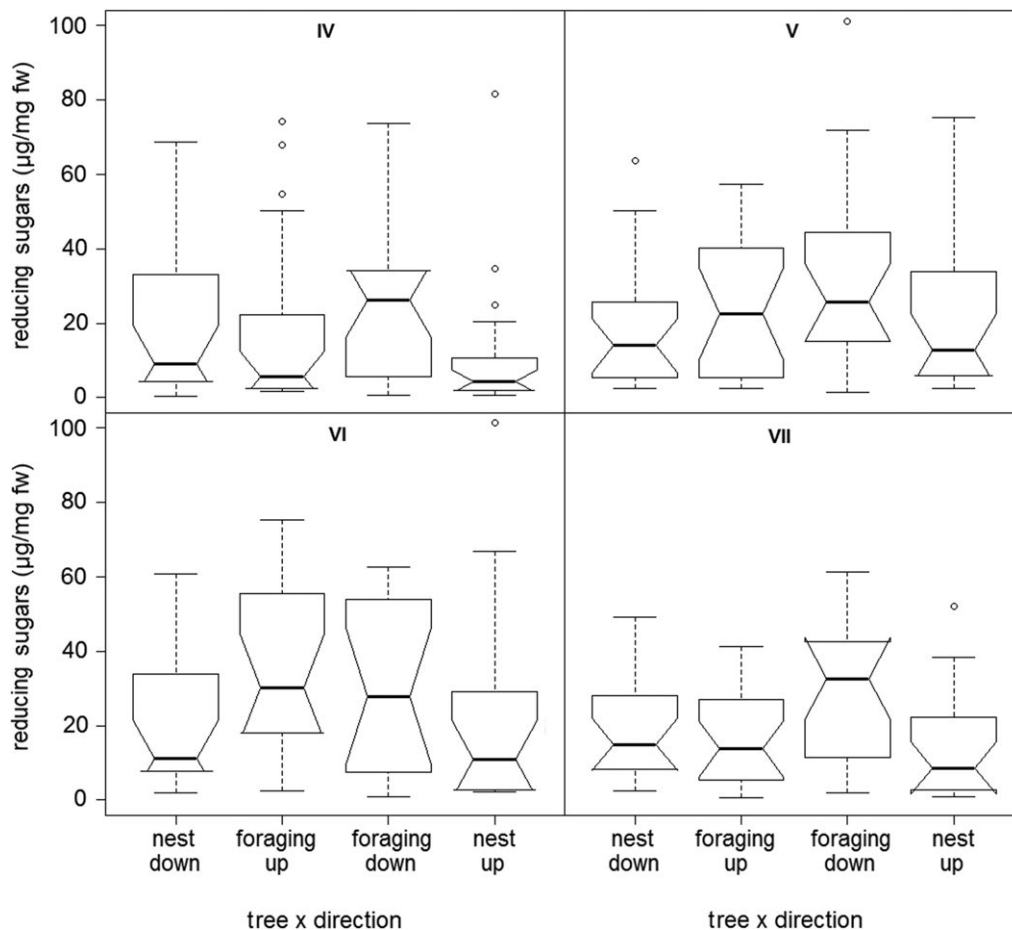 IV
V
100
80
60
40
20
0
reducing sugars (µg/mg fw)
VI
VII
100
80
60
40
20
0
reducing sugars (µg/mg fw)
nest
down
foraging
up
foraging
down
nest
up
nest
down
foraging
up
foraging
down
nest
up
tree x direction
tree x direction